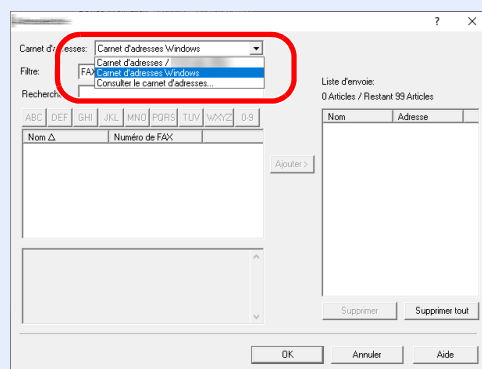 Carnet d'adresses: Carnet d'adresses Windows
Carnet d'adresses /
Filtre: FAX Carnet d'adresses Windows
Consulter le carnet d'adresses...
Recherch
Liste d'envoie:
0 Articles / Restant 99 Articles
ABC DEF GHI JKL MNO PQRS TUV WXYZ 0-9
Nom Adresse
Nom Numéro de FAX
Ajouter >
Supprimer Supprimer tout
OK Annuler Aide